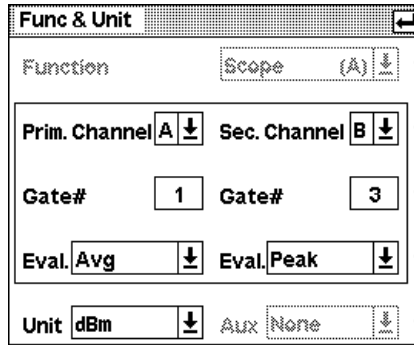 Func & Unit
Function Scope (A)
Prim. Channel A Sec. Channel B
Gate# 1 Gate# 3
Eval. Avg Eval. Peak
Unit dBm Aux None